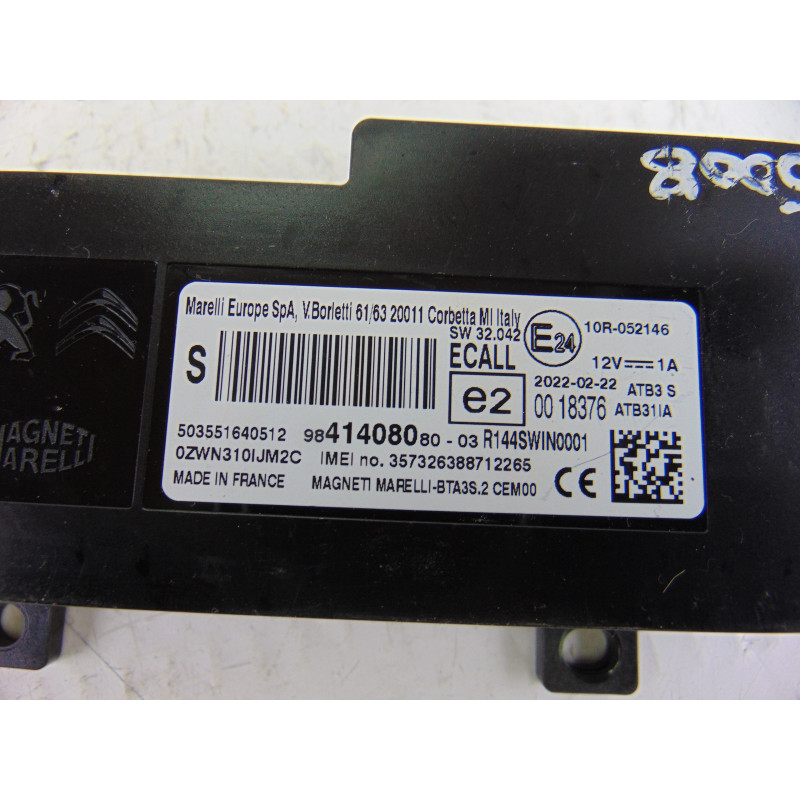 Marelli Europe SpA, V.Borletti 61/63 20011 Corbetta MI Italy
SW 32.042
E24
10R-052146
S
ECALL
12V⎓1A
e2
2022-02-22 ATB3 S
00 18376 ATB31IA
503551640512 9841408080-03 R144SWIN0001
0ZWN310IJM2C IMEI no. 357326388712265
MADE IN FRANCE MAGNETI MARELLI-BTA3S.2 CEM00
CE
MAGNETI
MARELLI